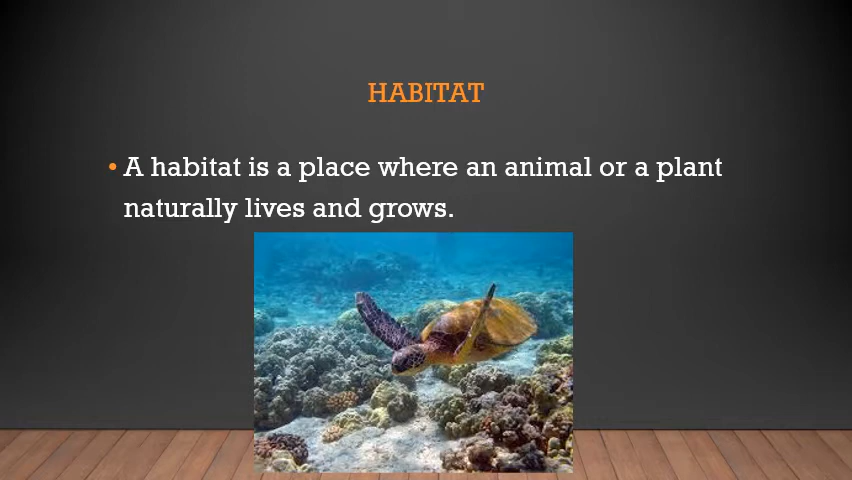 HABITAT
• A habitat is a place where an animal or a plant
naturally lives and grows.